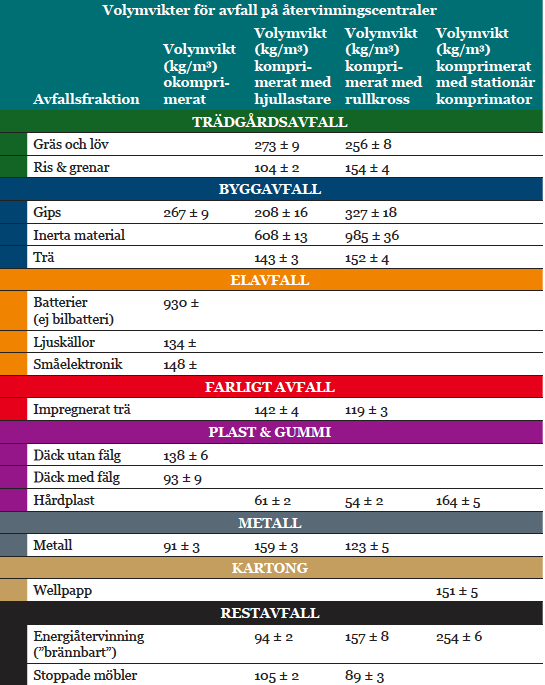 Volymvikter för avfall på återvinningscentraler
Avfallsfraktion
Volymvikt
(kg/m³)
okompri-
merat
Volymvikt
(kg/m³)
kompri-
merat med
hjullastare
Volymvikt
(kg/m³)
kompri-
merat med
rullkross
Volymvikt
(kg/m³)
komprimerat
med stationär
komprimator
TRÄDGÅRDSAVFALL
Gräs och löv 273 ± 9 256 ± 8
Ris & grenar 104 ± 2 154 ± 4
BYGGAVFALL
Gips 267 ± 9 208 ± 16 327 ± 18
Inerta material 608 ± 13 985 ± 36
Trä 143 ± 3 152 ± 4
ELAVFALL
Batterier 930 ±
(ej bilbatteri)
Ljuskällor 134 ±
Småelektronik 148 ±
FARLIGT AVFALL
Impregnerat trä 142 ± 4 119 ± 3
PLAST & GUMMI
Däck utan fälg 138 ± 6
Däck med fälg 93 ± 9
Hårdplast 61 ± 2 54 ± 2 164 ± 5
METALL
Metall 91 ± 3 159 ± 3 123 ± 5
KARTONG
Wellpapp 151 ± 5
RESTAVFALL
Energiåtervinning 94 ± 2 157 ± 8 254 ± 6
(”brännbart”)
Stoppade möbler 105 ± 2 89 ± 3